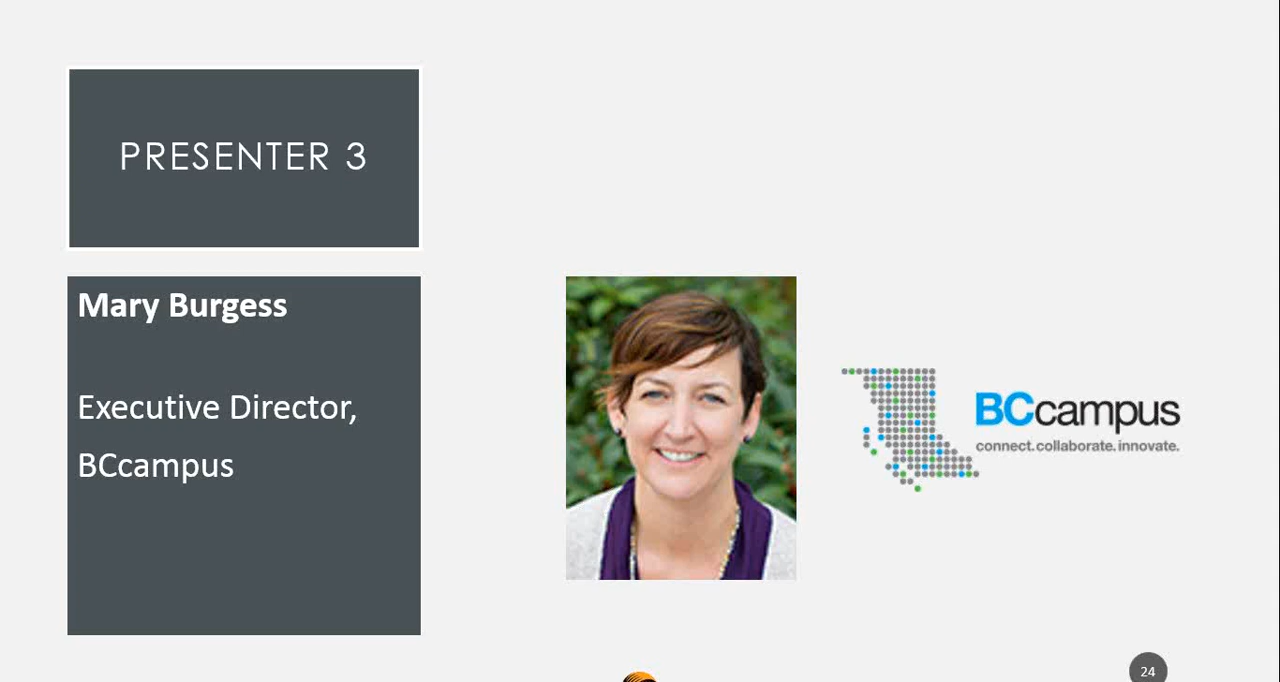 PRESENTER 3
Mary Burgess
Executive Director,
BCcampus
BCcampus
connect.collaborate.innovate.
24